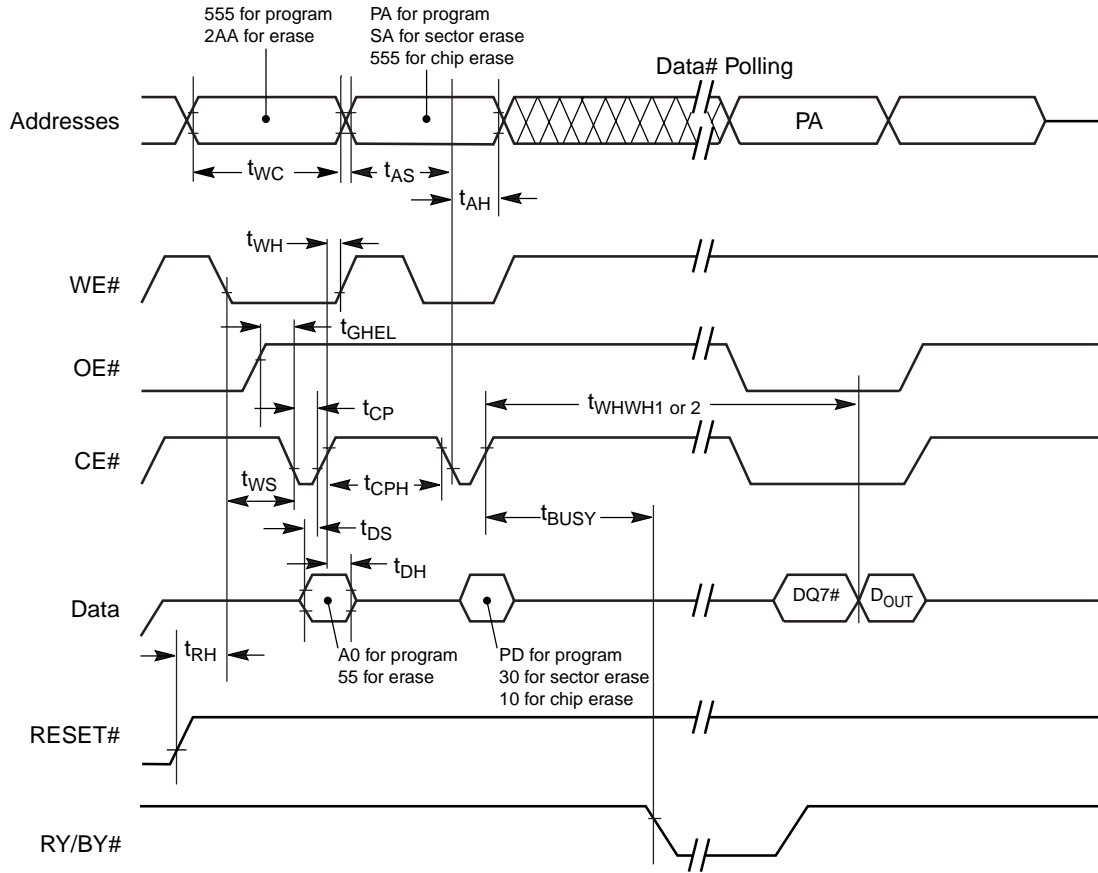 555 for program
2AA for erase
PA for program
SA for sector erase
555 for chip erase
Data# Polling
Addresses
PA
tWC
tAS
tAH
tWH
WE#
tGHEL
OE#
tWHWH1 or 2
tCP
CE#
tWS
tCPH
tBUSY
tDS
tDH
Data
DQ7#
DOUT
tRH
A0 for program
55 for erase
PD for program
30 for sector erase
10 for chip erase
RESET#
RY/BY#